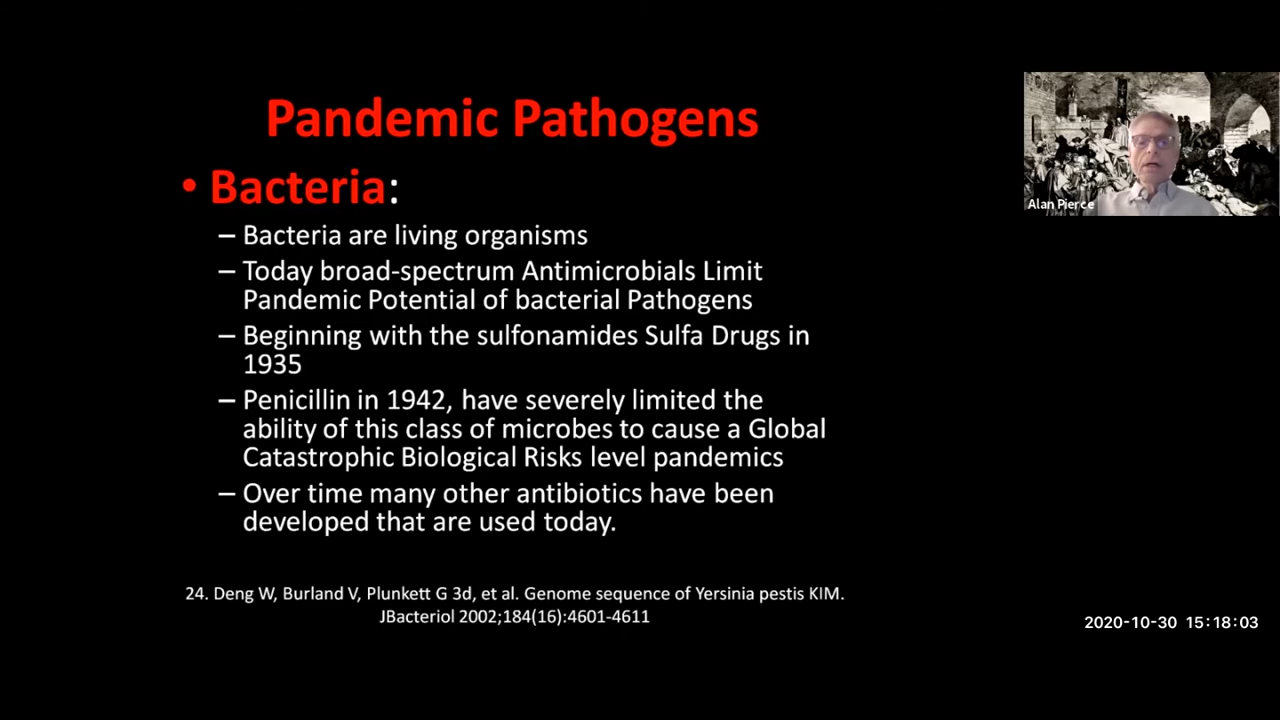 Pandemic Pathogens
• Bacteria:
– Bacteria are living organisms
– Today broad-spectrum Antimicrobials Limit
Pandemic Potential of bacterial Pathogens
– Beginning with the sulfonamides Sulfa Drugs in
1935
– Penicillin in 1942, have severely limited the
ability of this class of microbes to cause a Global
Catastrophic Biological Risks level pandemics
– Over time many other antibiotics have been
developed that are used today.
24. Deng W, Burland V, Plunkett G 3d, et al. Genome sequence of Yersinia pestis KIM.
JBacteriol 2002;184(16):4601-4611
Alan Pierce
2020-10-30 15:18:03